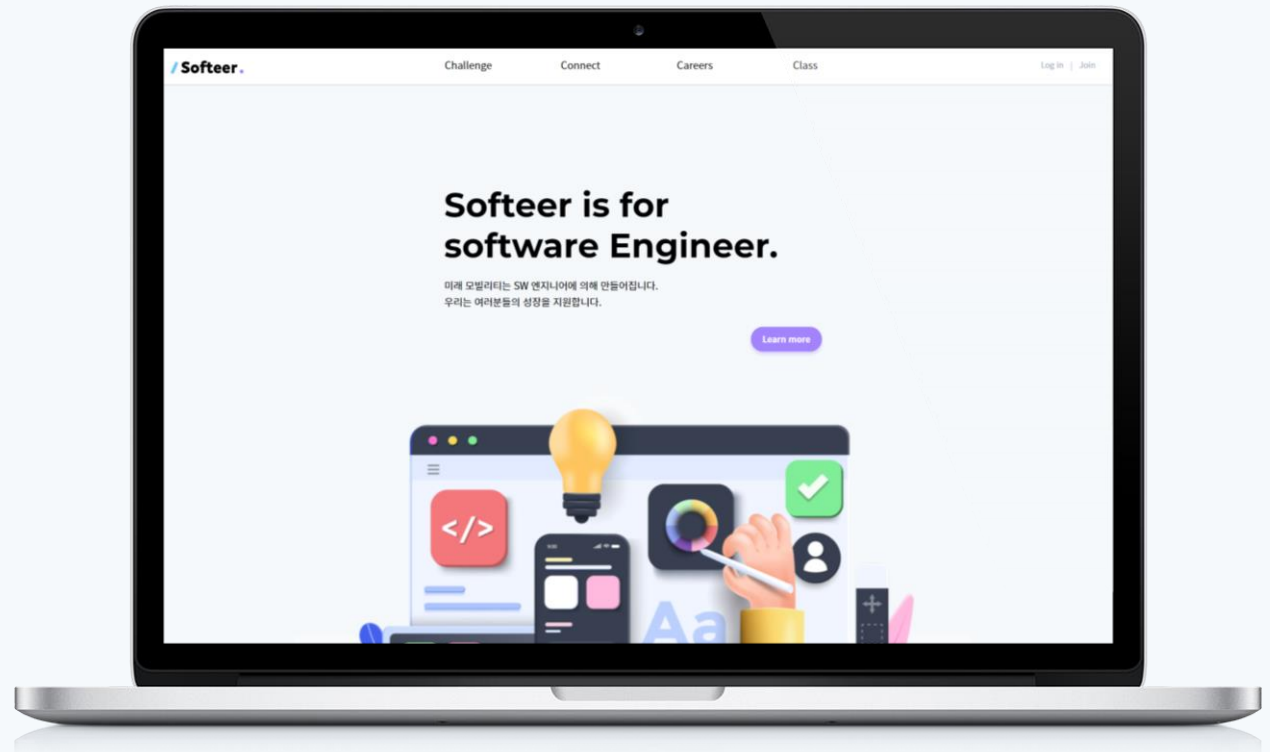 /Softeer.
Challenge
Connect
Careers
Class
Log in | Join
Softeer is for
software Engineer.
미래 모빌리티는 SW 엔지니어에 의해 만들어집니다.
우리는 여러분들의 성장을 지원합니다.
Learn more
</>
Aa